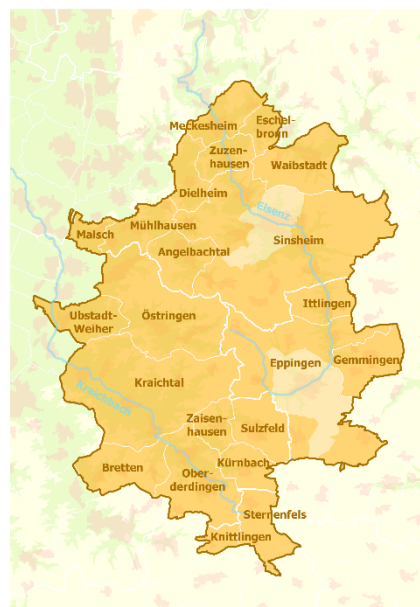 Eschel-
bronn
Meckesheim
Zuzen-
hausen
Waibstadt
Dielheim
Elsenz
Mühlhausen
Malsch
Sinsheim
Angelbachtal
Ittlingen
Ubstadt-
Weiher
Östringen
Gemmingen
Eppingen
Kraichtal
Kraichbach
Zaisen-
hausen
Sulzfeld
Kürnbach
Bretten
Ober-
derdingen
Sternenfels
Knittlingen